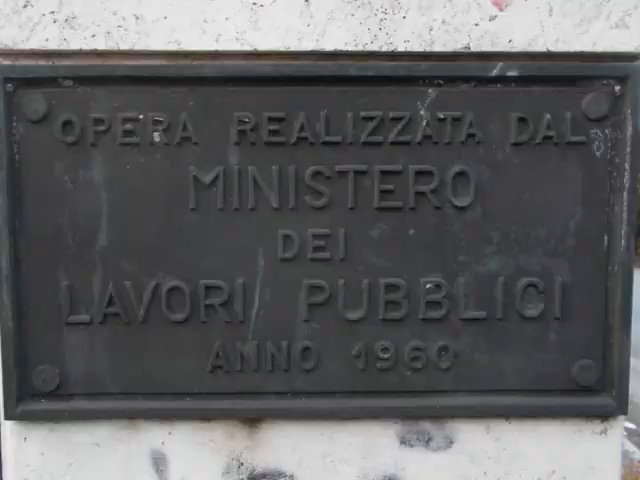 OPERA REALIZZATA DAL
MINISTERO
DEI
LAVORI PUBBLICI
ANNO 1960